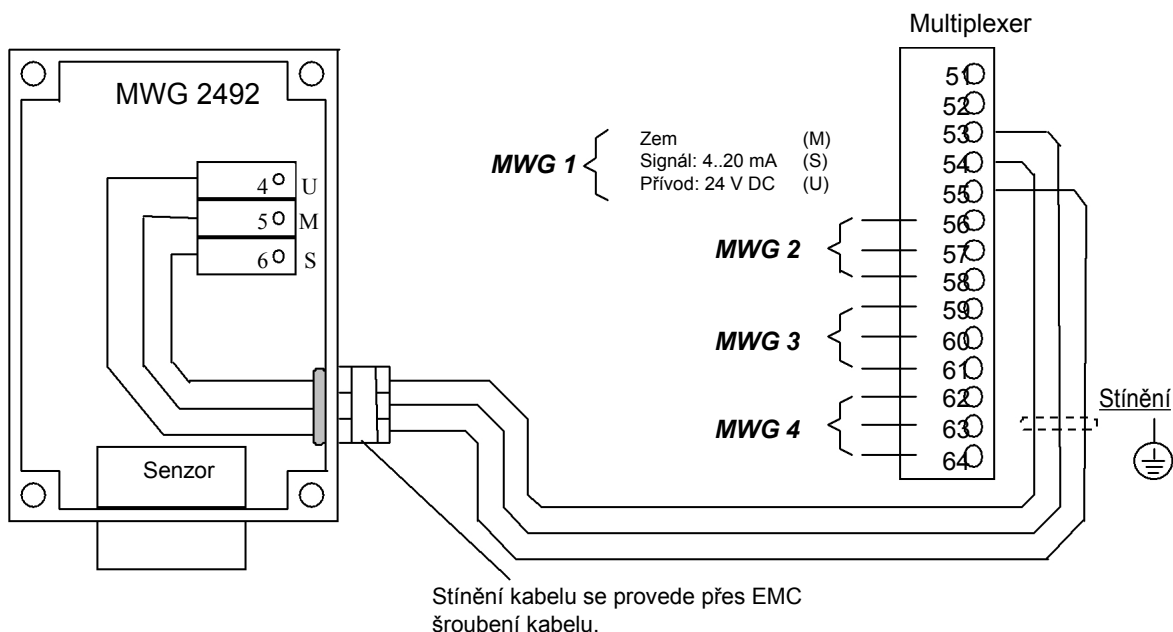 Multiplexer
MWG 2492
4 U
5 M
6 S
Senzor
MWG 1
Zem (M)
Signál: 4..20 mA (S)
Přívod: 24 V DC (U)
MWG 2
MWG 3
MWG 4
51
52
53
54
55
56
57
58
59
60
61
62
63
64
Stínění
Stínění kabelu se provede přes EMC
šroubení kabelu.